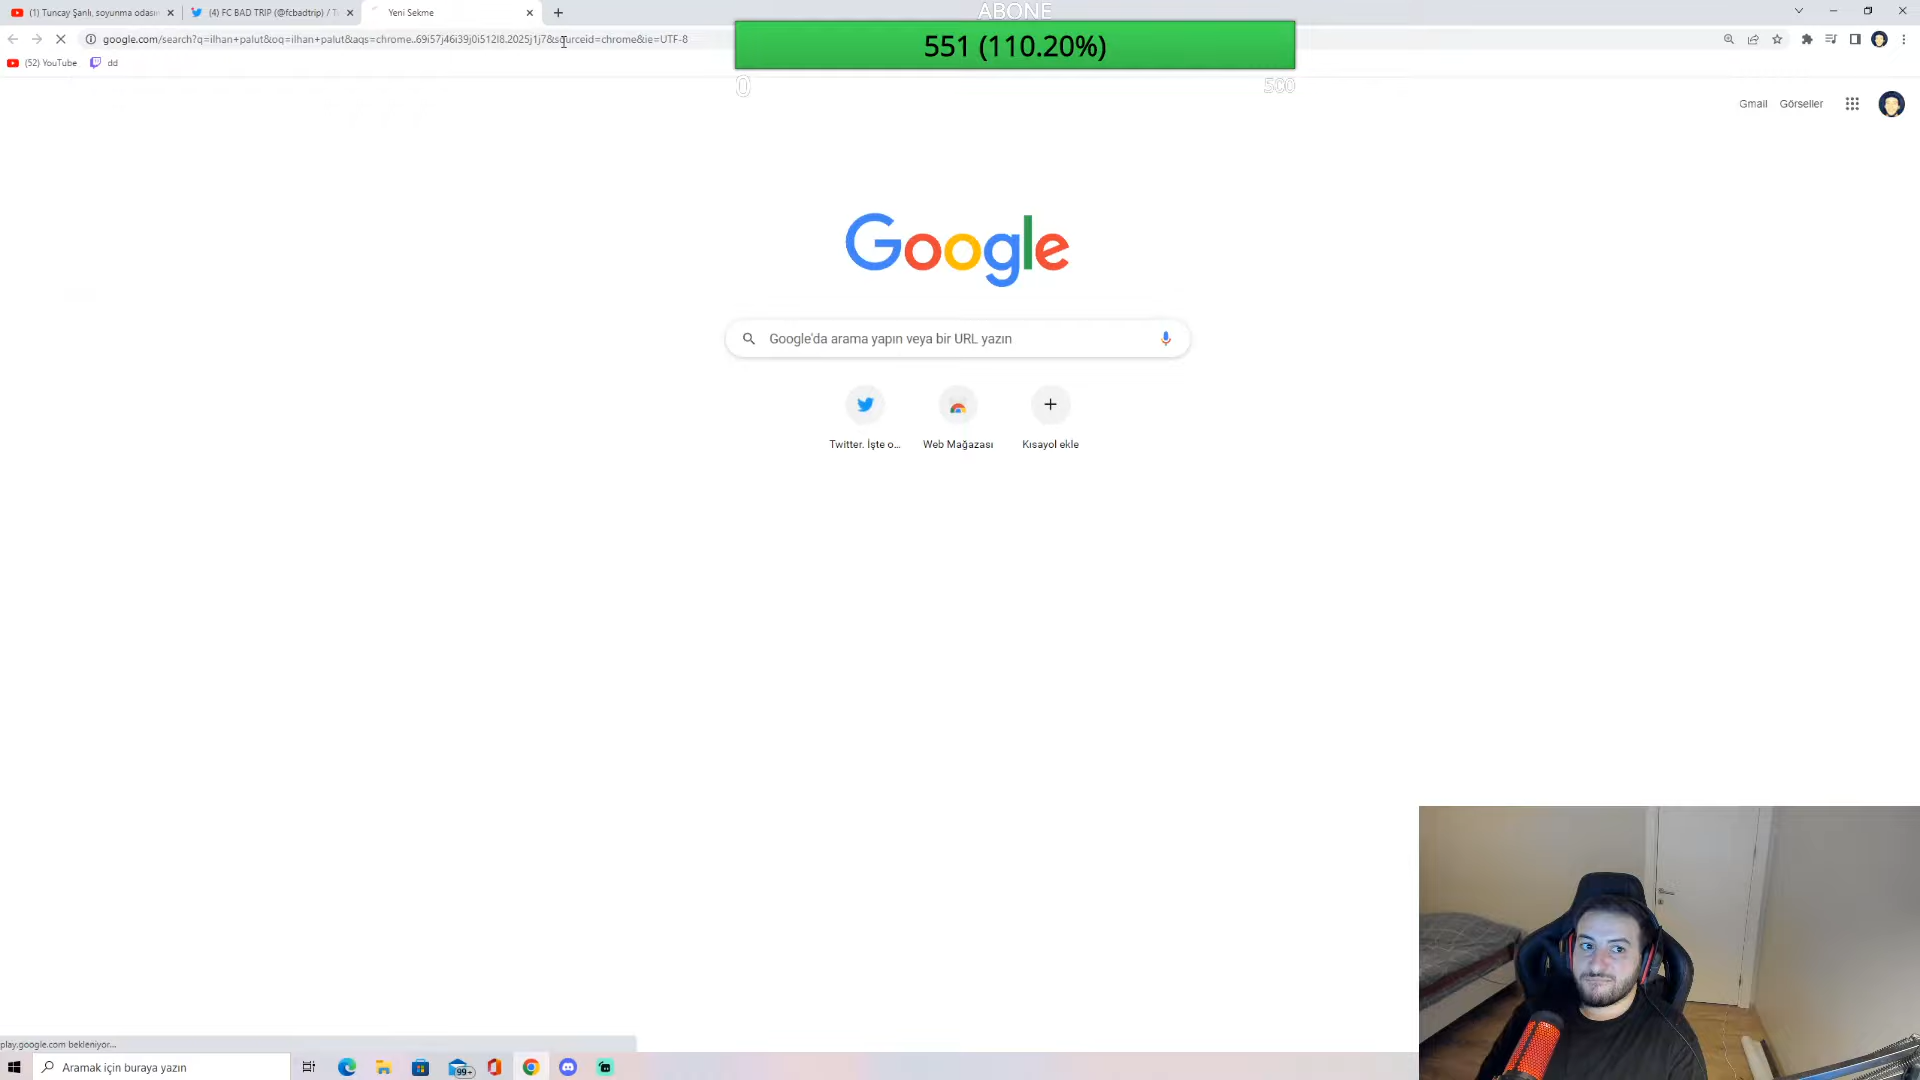 (1) Tuncay Şanlı, soyunma odası
(4) FC BAD TRIP (@fcbadtrip) / T
Yeni Sekme
google.com/search?q=ilhan+palut&oq=ilhan+palut&aqs=chrome..69i57j46i39j0i512l8.2025j1j7&sourceid=chrome&ie=UTF-8
(52) YouTube
dd
ABONE
551 (110.20%)
0
500
Gmail
Görseller
Google
Google'da arama yapın veya bir URL yazın
Twitter. İşte o...
Web Mağazası
Kısayol ekle
play.google.com bekleniyor...
Aramak için buraya yazın
99+